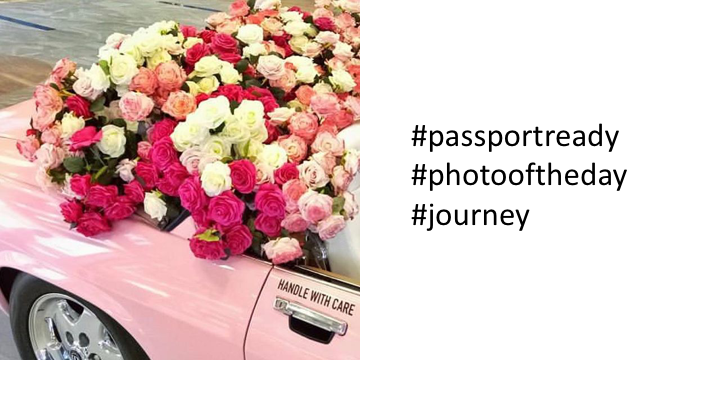 HANDLE WITH CARE
#passportready
#photooftheday
#journey